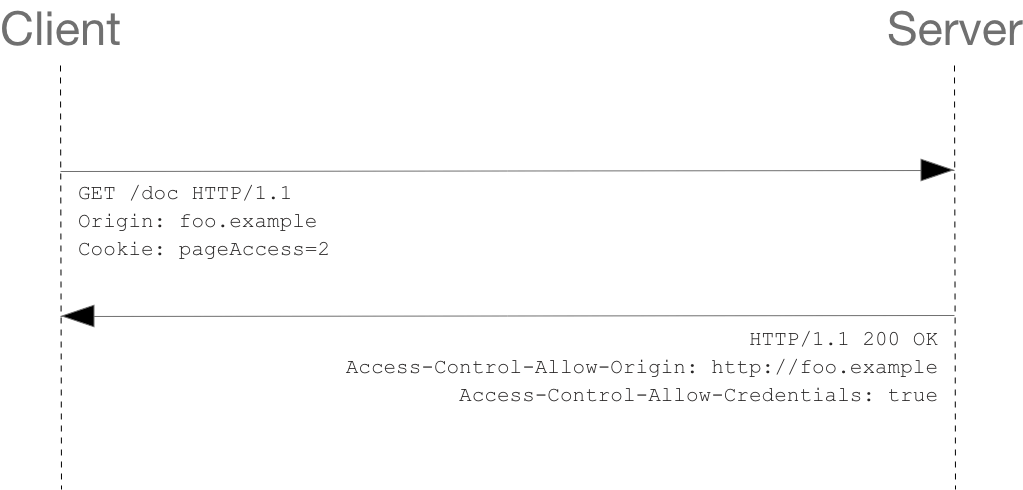 Client
Server
GET /doc HTTP/1.1
Origin: foo.example
Cookie: pageAccess=2
HTTP/1.1 200 OK
Access-Control-Allow-Origin: http://foo.example
Access-Control-Allow-Credentials: true